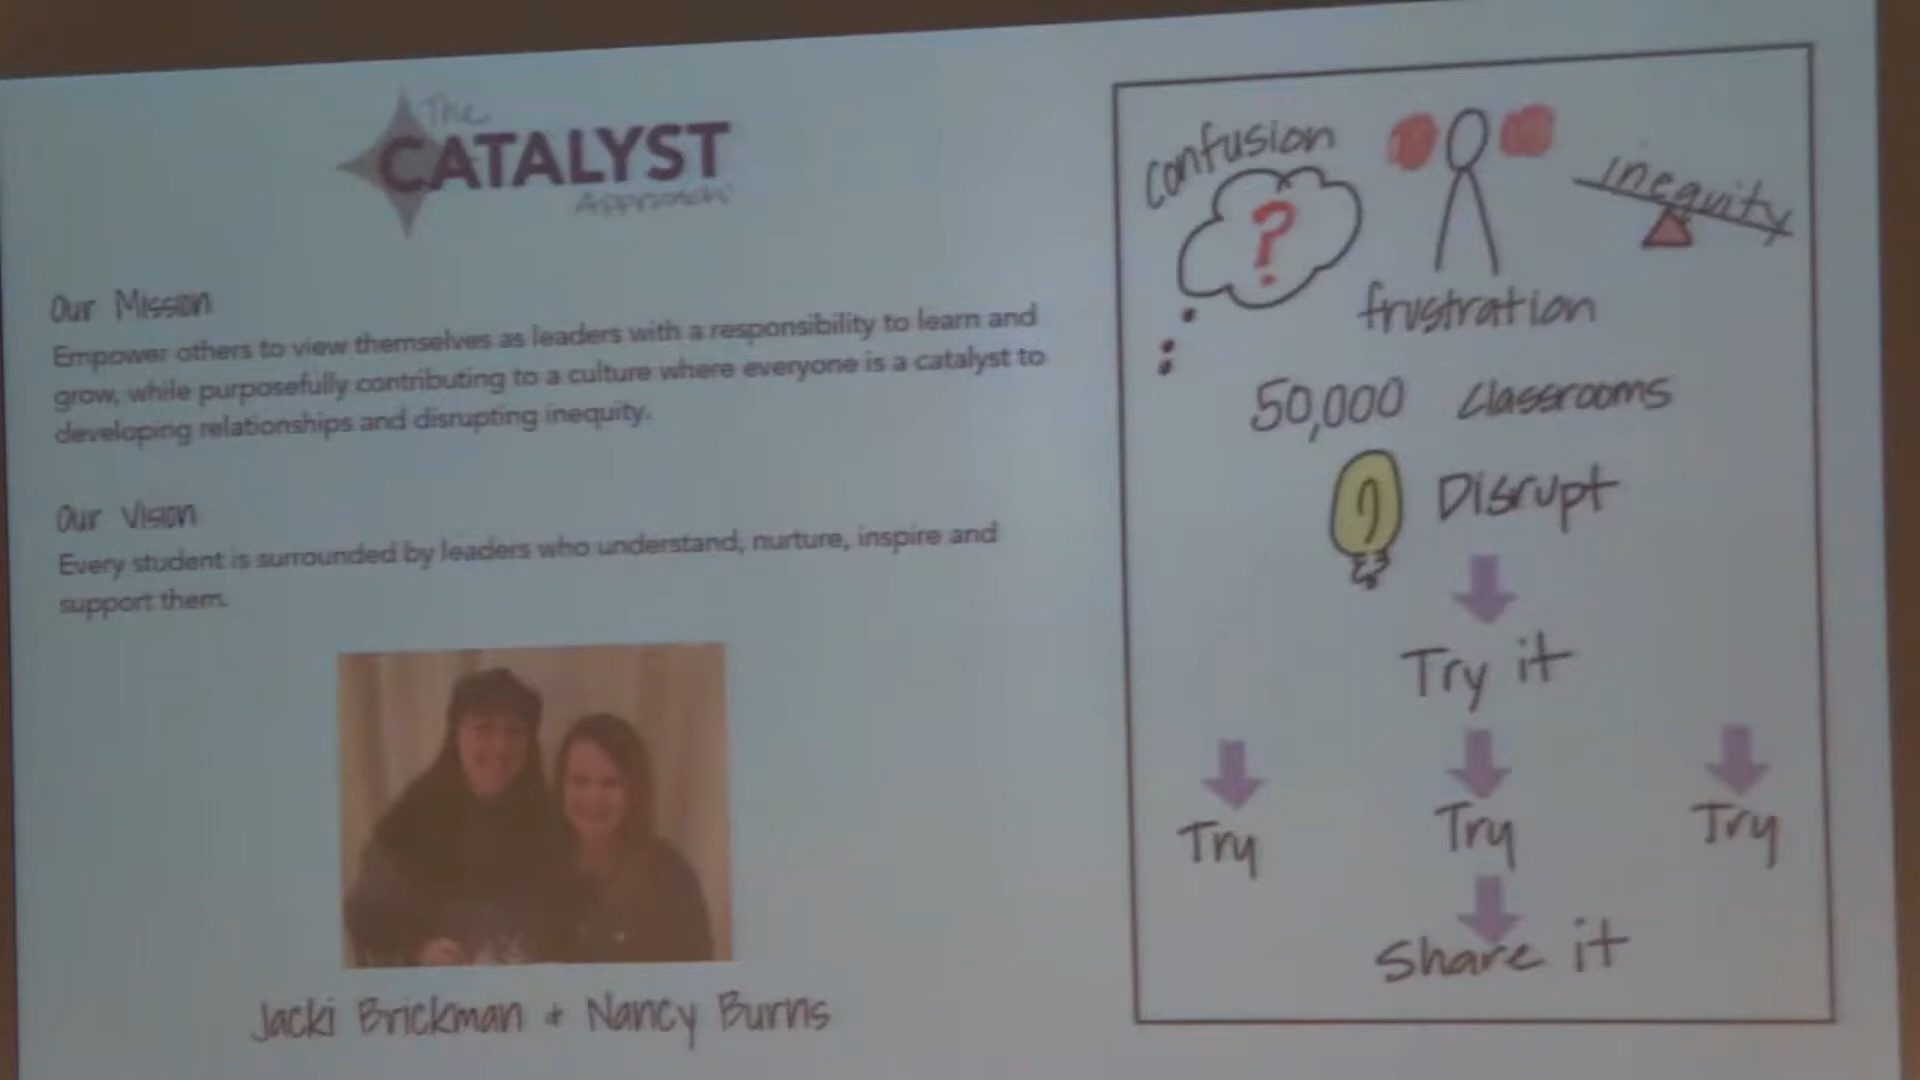 The
CATALYST
Approach
Our Mission
Empower others to view themselves as leaders with a responsibility to learn and
grow, while purposefully contributing to a culture where everyone is a catalyst to
developing relationships and disrupting inequity.
Our Vision
Every student is surrounded by leaders who understand, nurture, inspire and
support them.
Jacki Brickman + Nancy Burns
confusion
?
inequity
frustration
50,000 classrooms
Disrupt
Try it
Try Try Try
Share it